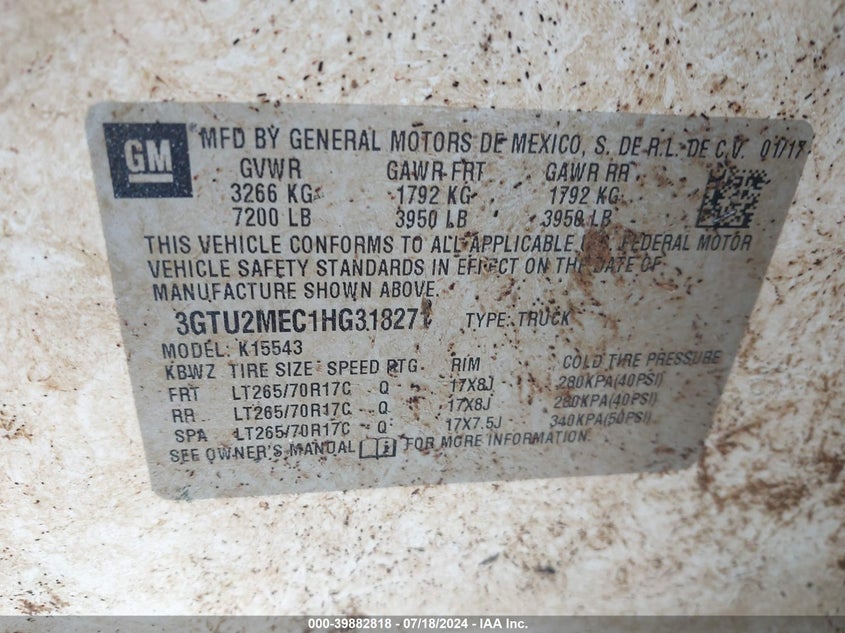 GM
MFD BY GENERAL MOTORS DE MEXICO, S. DE R.L. DE C.V. 01/17
GVWR GAWR FRT GAWR RR
3266 KG 1792 KG 1792 KG
7200 LB 3950 LB 3950 LB
THIS VEHICLE CONFORMS TO ALL APPLICABLE U.S. FEDERAL MOTOR
VEHICLE SAFETY STANDARDS IN EFFECT ON THE DATE OF
MANUFACTURE SHOWN ABOVE.
3GTU2MEC1HG318271 TYPE: TRUCK
MODEL: K15543
KBWZ TIRE SIZE SPEED RTG RIM COLD TIRE PRESSURE
FRT LT265/70R17C Q 17X8J 280KPA(40PSI)
RR LT265/70R17C Q 17X8J 280KPA(40PSI)
SPA LT265/70R17C Q 17X7.5J 340KPA(50PSI)
SEE OWNER'S MANUAL FOR MORE INFORMATION
000-39882818 - 07/18/2024 - IAA Inc.